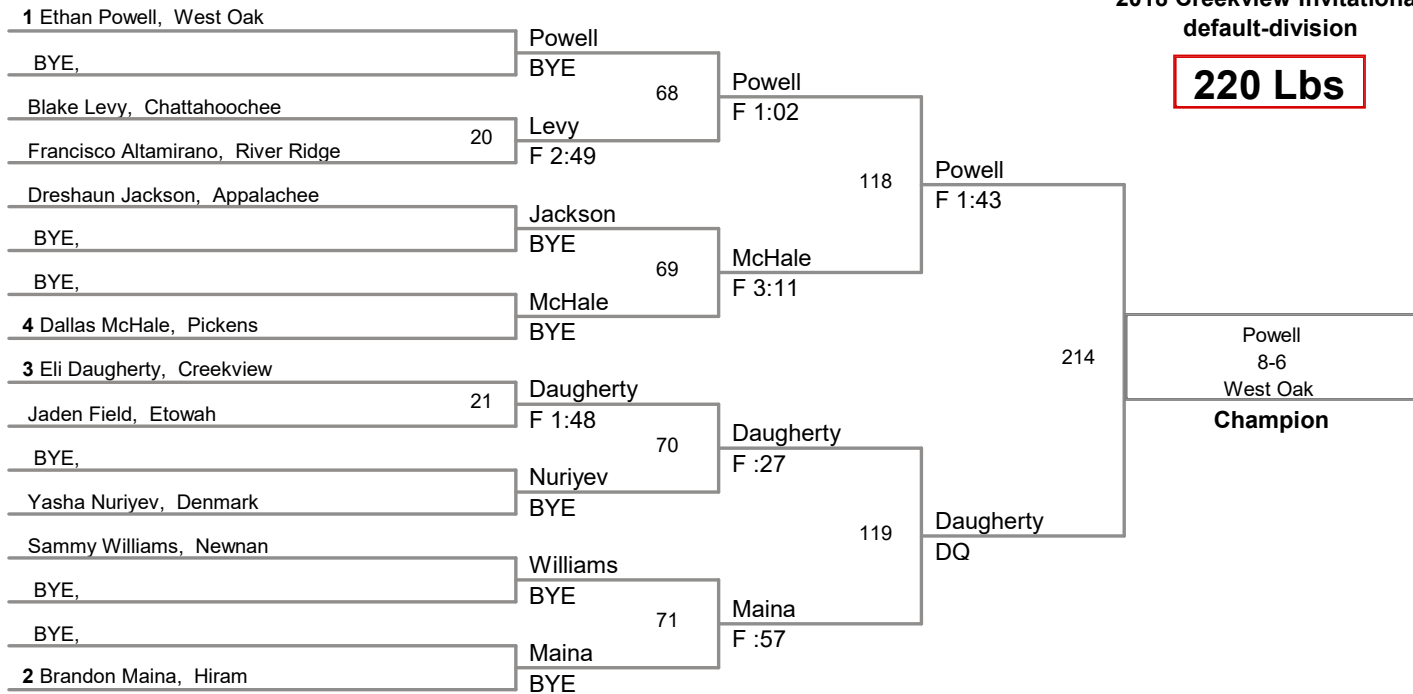 2018 Creekview Invitational
default-division
220 Lbs
1 Ethan Powell, West Oak
BYE,
Blake Levy, Chattahoochee
Francisco Altamirano, River Ridge
Dreshaun Jackson, Appalachee
BYE,
BYE,
4 Dallas McHale, Pickens
3 Eli Daugherty, Creekview
Jaden Field, Etowah
BYE,
Yasha Nuriyev, Denmark
Sammy Williams, Newnan
BYE,
BYE,
2 Brandon Maina, Hiram
20
21
Powell
BYE
Levy
F 2:49
Jackson
BYE
McHale
BYE
Daugherty
F 1:48
Nuriyev
BYE
Williams
BYE
Maina
BYE
68
69
70
71
Powell
F 1:02
McHale
F 3:11
Daugherty
F :27
Maina
F :57
118
119
Powell
F 1:43
Daugherty
DQ
214
Powell
8-6
West Oak
Champion